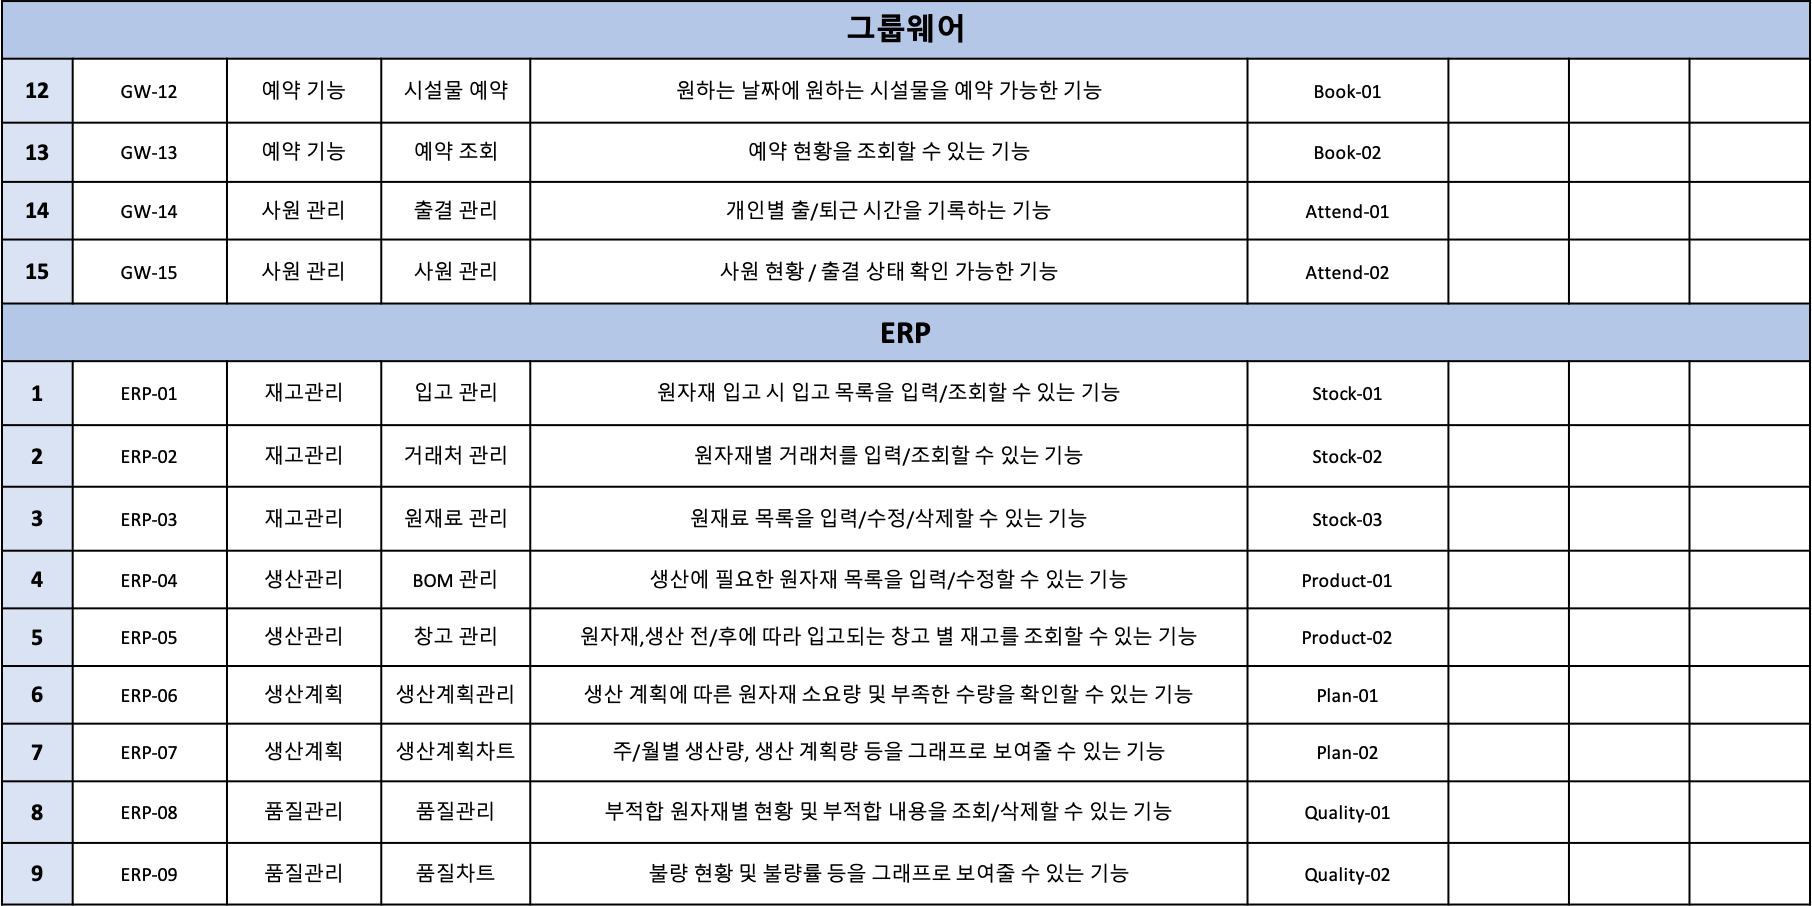 그룹웨어
12 GW-12 예약 기능 시설물 예약 원하는 날짜에 원하는 시설물을 예약 가능한 기능 Book-01
13 GW-13 예약 기능 예약 조회 예약 현황을 조회할 수 있는 기능 Book-02
14 GW-14 사원 관리 출결 관리 개인별 출/퇴근 시간을 기록하는 기능 Attend-01
15 GW-15 사원 관리 사원 관리 사원 현황 / 출결 상태 확인 가능한 기능 Attend-02
ERP
1 ERP-01 재고관리 입고 관리 원자재 입고 시 입고 목록을 입력/조회할 수 있는 기능 Stock-01
2 ERP-02 재고관리 거래처 관리 원자재별 거래처를 입력/조회할 수 있는 기능 Stock-02
3 ERP-03 재고관리 원재료 관리 원재료 목록을 입력/수정/삭제할 수 있는 기능 Stock-03
4 ERP-04 생산관리 BOM 관리 생산에 필요한 원자재 목록을 입력/수정할 수 있는 기능 Product-01
5 ERP-05 생산관리 창고 관리 원자재,생산 전/후에 따라 입고되는 창고 별 재고를 조회할 수 있는 기능 Product-02
6 ERP-06 생산계획 생산계획관리 생산 계획에 따른 원자재 소요량 및 부족한 수량을 확인할 수 있는 기능 Plan-01
7 ERP-07 생산계획 생산계획차트 주/월별 생산량, 생산 계획량 등을 그래프로 보여줄 수 있는 기능 Plan-02
8 ERP-08 품질관리 품질관리 부적합 원자재별 현황 및 부적합 내용을 조회/삭제할 수 있는 기능 Quality-01
9 ERP-09 품질관리 품질차트 불량 현황 및 불량률 등을 그래프로 보여줄 수 있는 기능 Quality-02